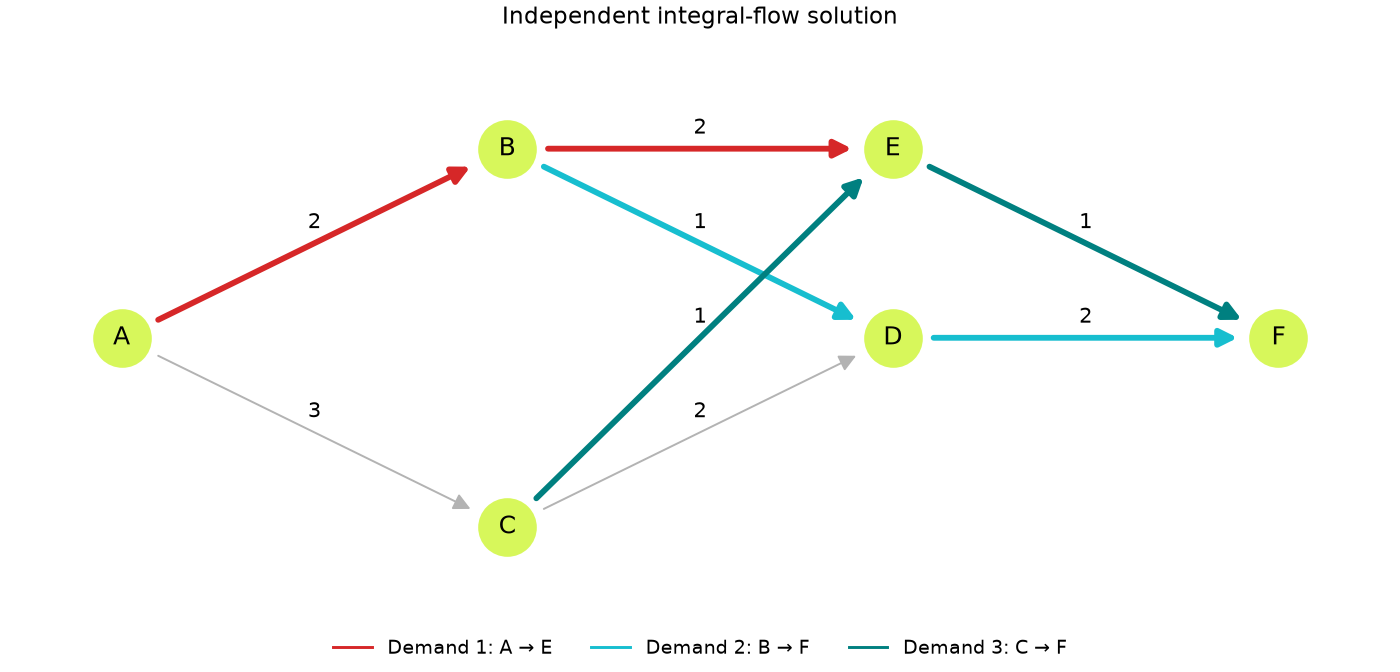 Independent integral-flow solution
2
B
E
2
1
1
A
1
D
2
F
3
2
C
Demand 1: A → E
Demand 2: B → F
Demand 3: C → F